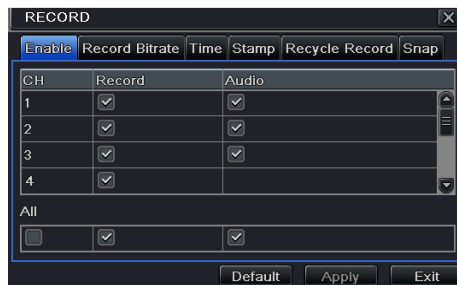 RECORD
Enable Record Bitrate Time Stamp Recycle Record Snap
CH Record Audio
1
2
3
4
All
Default Apply Exit